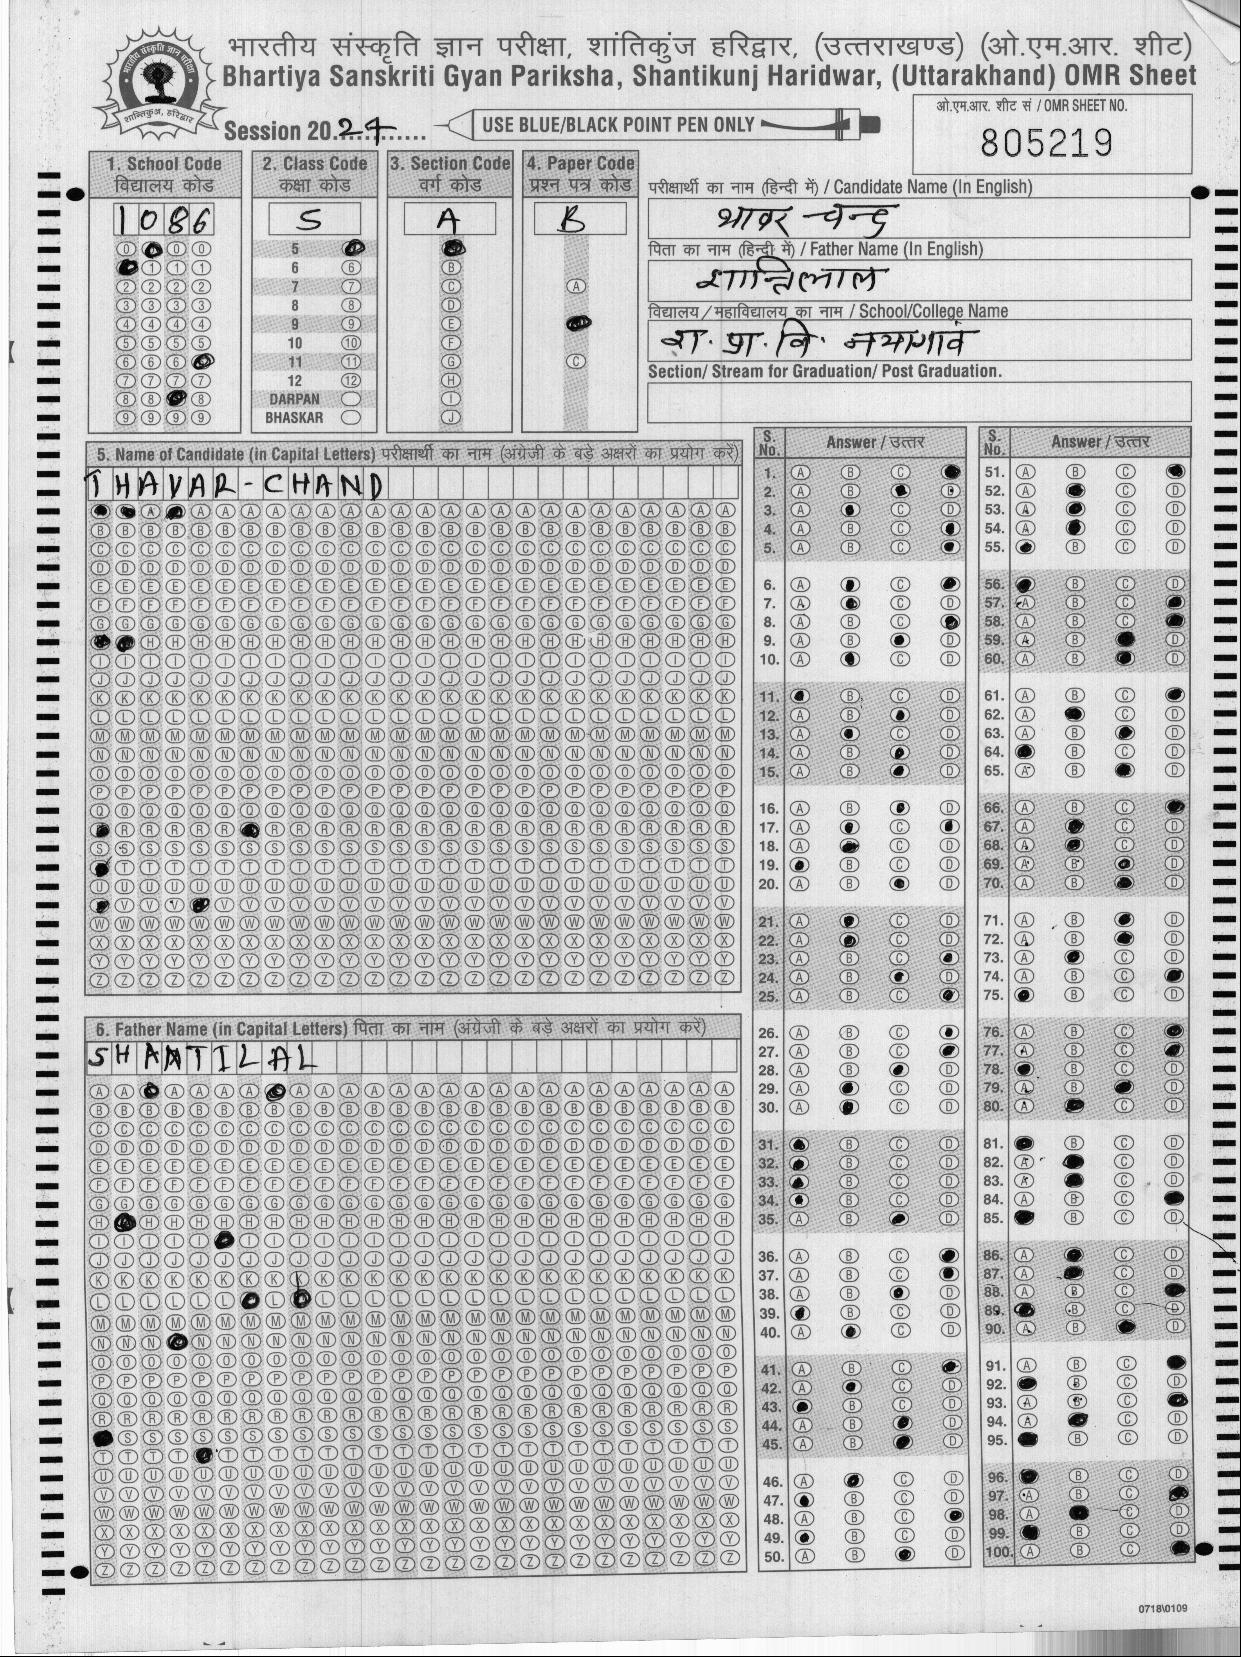 भारतीय संस्कृति ज्ञान परीक्षा, शांतिकुंज हरिद्वार, (उत्तराखण्ड) (ओ.एम.आर. शीट)
Bhartiya Sanskriti Gyan Pariksha, Shantikunj Haridwar, (Uttarakhand) OMR Sheet
Session 20.24
USE BLUE/BLACK POINT PEN ONLY
ओ.एम.आर. शीट सं / OMR SHEET NO.
805219
1. School Code
विद्यालय कोड
1086
2. Class Code
कक्षा कोड
5
5
6
7
8
9
10
11
12
DARPAN
BHASKAR
3. Section Code
वर्ग कोड
A
4. Paper Code
प्रश्न पत्र कोड
B
परीक्षार्थी का नाम (हिन्दी में) / Candidate Name (In English)
थावर चन्द
पिता का नाम (हिन्दी में) / Father Name (In English)
शान्तिलाल
विद्यालय / महाविद्यालय का नाम / School/College Name
रा. प्रा. वि. नयागांव
Section/ Stream for Graduation/ Post Graduation.
5. Name of Candidate (in Capital Letters) परीक्षार्थी का नाम (अंग्रेजी के बड़े अक्षरों का प्रयोग करें)
THAVAR-CHAND
6. Father Name (in Capital Letters) पिता का नाम (अंग्रेजी के बड़े अक्षरों का प्रयोग करें)
SHANTILAL
S. No.
Answer / उत्तर
S. No.
Answer / उत्तर
0718\0109